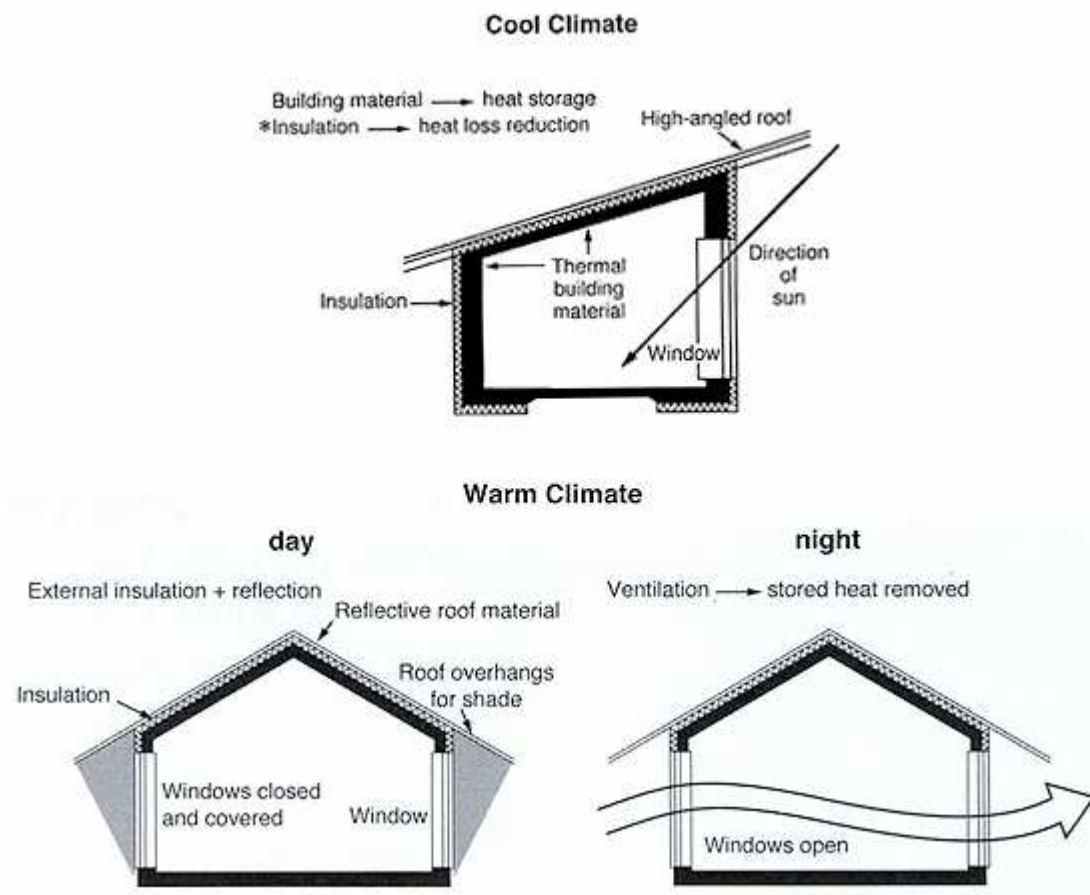 Cool Climate
Building material → heat storage
*Insulation → heat loss reduction
High-angled roof
Direction
of
sun
Thermal
building
material
Insulation
Window
Warm Climate
day
External insulation + reflection
Reflective roof material
Roof overhangs
for shade
Insulation
Windows closed
and covered
Window
night
Ventilation → stored heat removed
Windows open